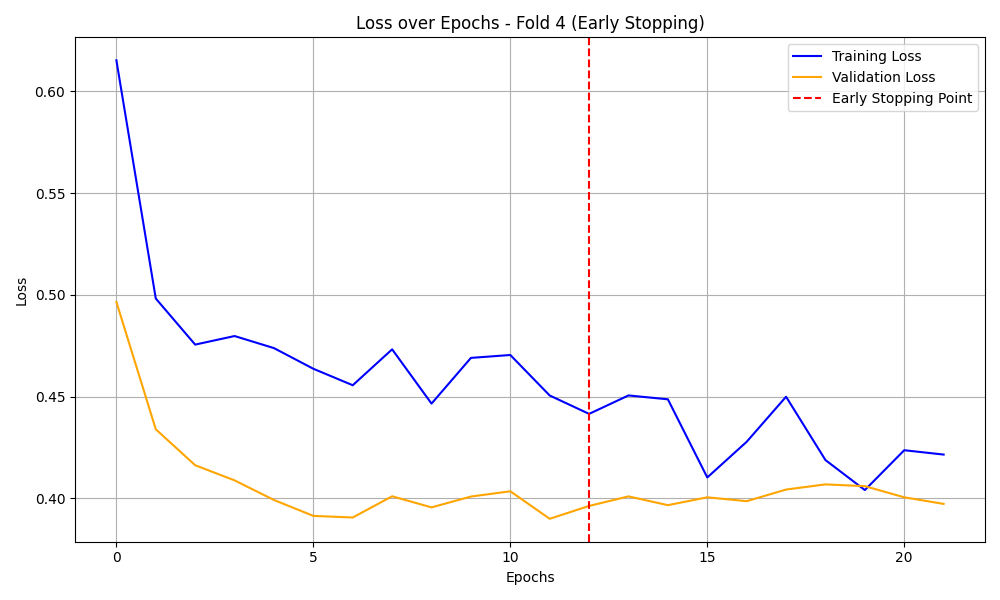 Loss over Epochs - Fold 4 (Early Stopping)
Training Loss
Validation Loss
Early Stopping Point
0.60
0.55
0.50
0.45
0.40
Loss
0 5 10 15 20
Epochs